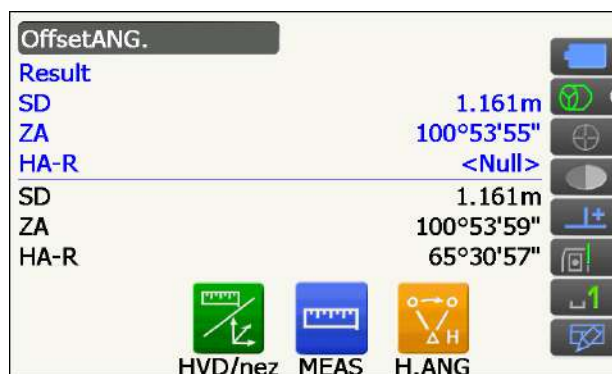 OffsetANG.
Result
SD 1.161m
ZA 100°53'55"
HA-R <Null>
SD 1.161m
ZA 100°53'59"
HA-R 65°30'57"
H
1
HVD/nez MEAS H.ANG